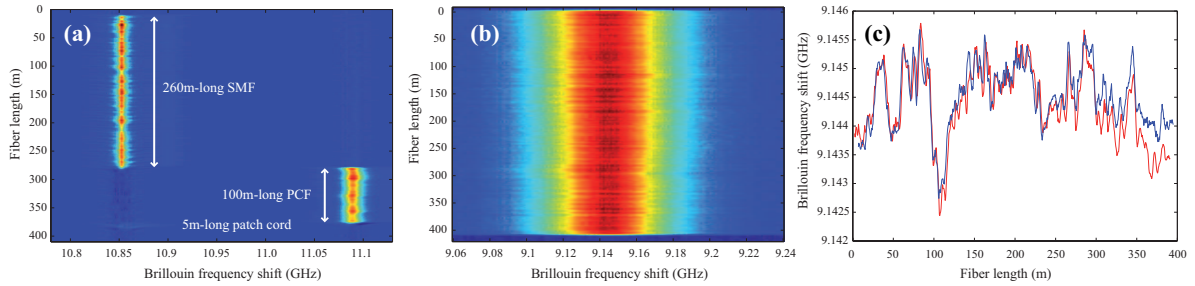 (a)
0
50
100
150
200
250
300
350
400
Fiber length (m)
260m-long SMF
100m-long PCF
5m-long patch cord
10.8 10.85 10.9 10.95 11.0 11.05 11.1
Brillouin frequency shift (GHz)
(b)
0
50
100
150
200
250
300
350
400
Fiber length (m)
9.06 9.08 9.1 9.12 9.14 9.16 9.18 9.2 9.22 9.24
Brillouin frequency shift (GHz)
(c)
9.146
9.1455
9.145
9.1445
9.144
9.1435
9.143
9.1425
9.142
Brillouin frequency shift (GHz)
0 50 100 150 200 250 300 350 400
Fiber length (m)